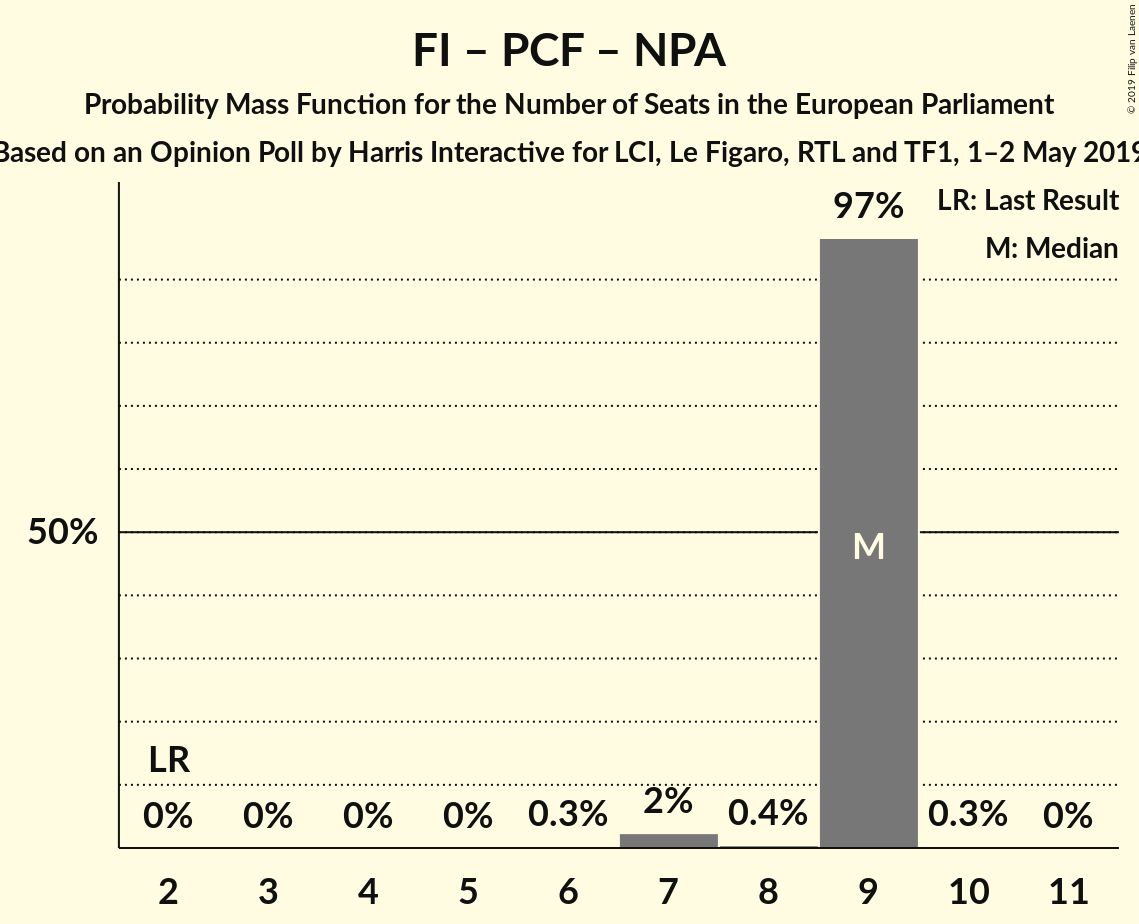 FI – PCF – NPA
Probability Mass Function for the Number of Seats in the European Parliament
Based on an Opinion Poll by Harris Interactive for LCI, Le Figaro, RTL and TF1, 1–2 May 2019
© 2019 Filip van Laenen
LR: Last Result
M: Median
97%
50%
M
LR
0% 0% 0% 0% 0.3% 2% 0.4% 0.3% 0%
2 3 4 5 6 7 8 9 10 11